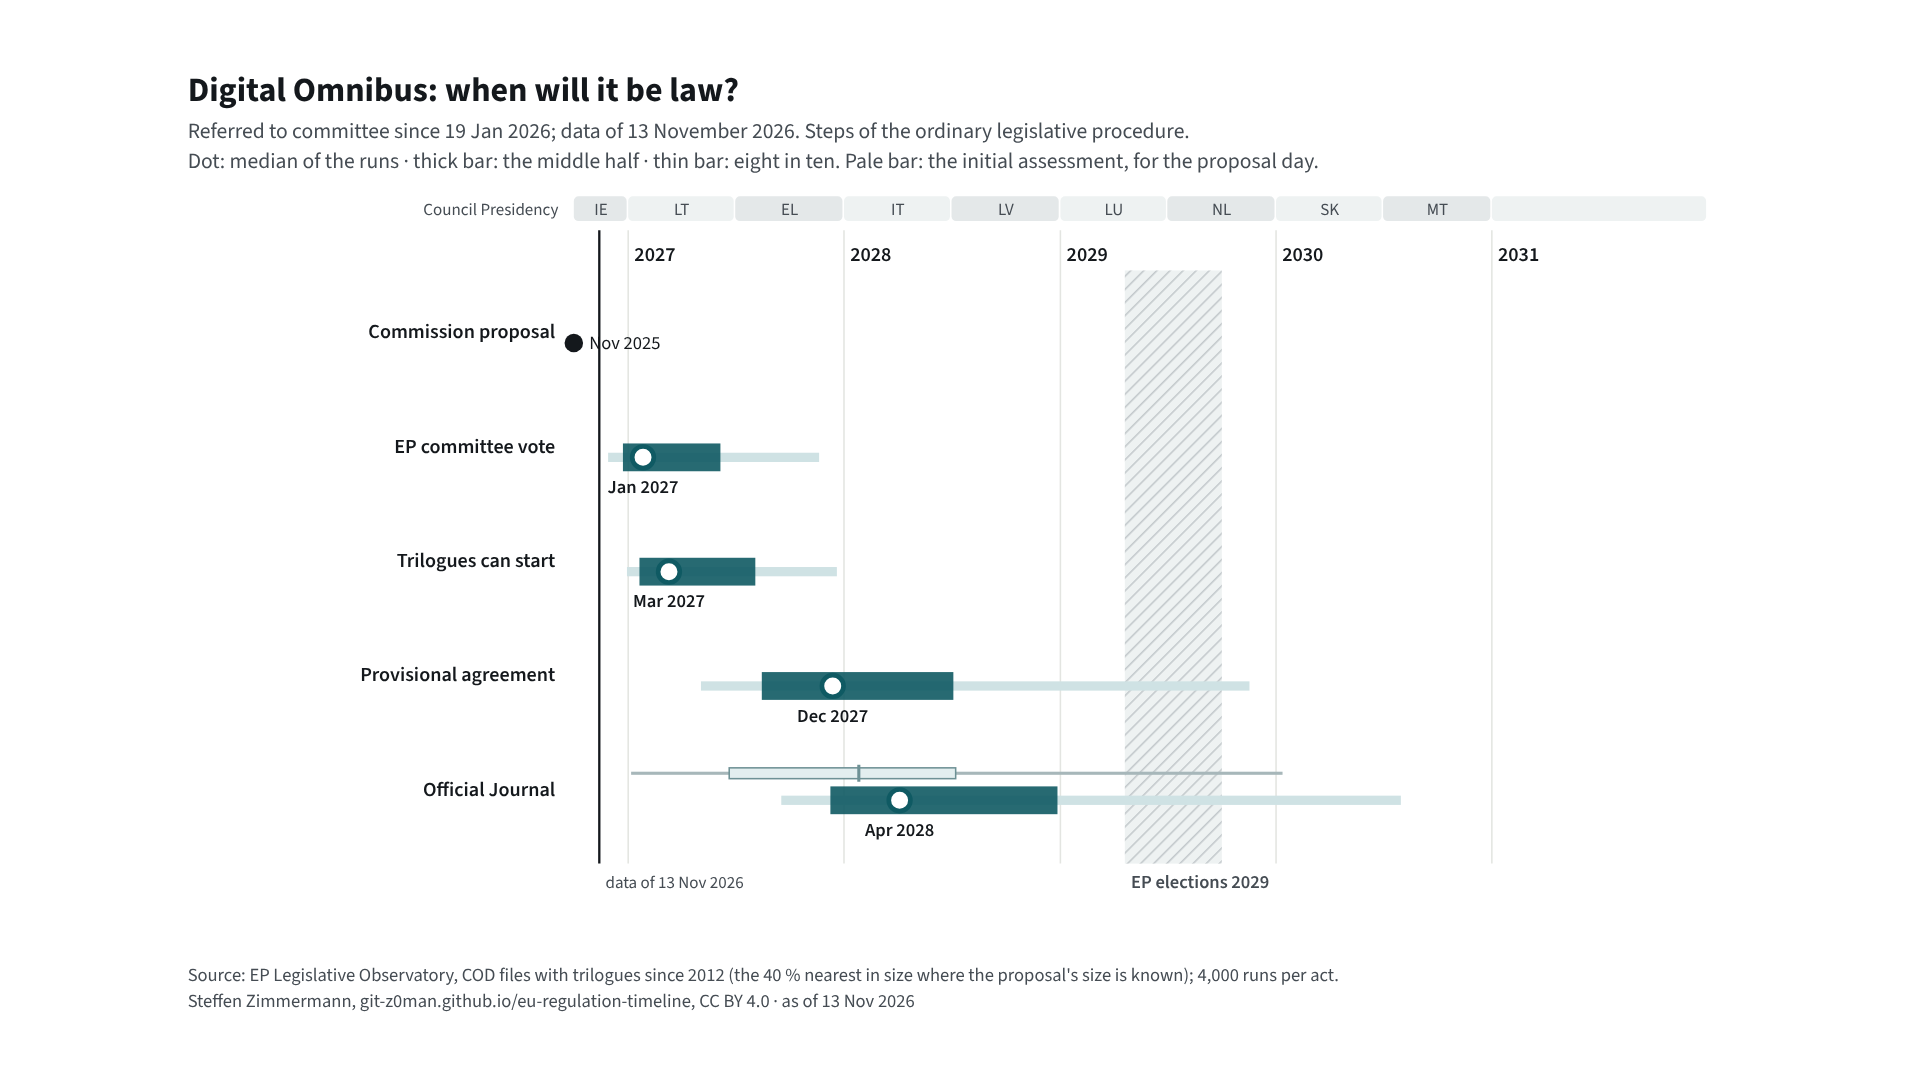 Digital Omnibus: when will it be law?
Referred to committee since 19 Jan 2026; data of 13 November 2026. Steps of the ordinary legislative procedure.
Dot: median of the runs · thick bar: the middle half · thin bar: eight in ten. Pale bar: the initial assessment, for the proposal day.
Council Presidency IE LT EL IT LV LU NL SK MT
2027 2028 2029 2030 2031
Commission proposal
Nov 2025
EP committee vote
Jan 2027
Trilogues can start
Mar 2027
Provisional agreement
Dec 2027
Official Journal
Apr 2028
data of 13 Nov 2026 EP elections 2029
Source: EP Legislative Observatory, COD files with trilogues since 2012 (the 40 % nearest in size where the proposal's size is known); 4,000 runs per act.
Steffen Zimmermann, git-z0man.github.io/eu-regulation-timeline, CC BY 4.0 · as of 13 Nov 2026